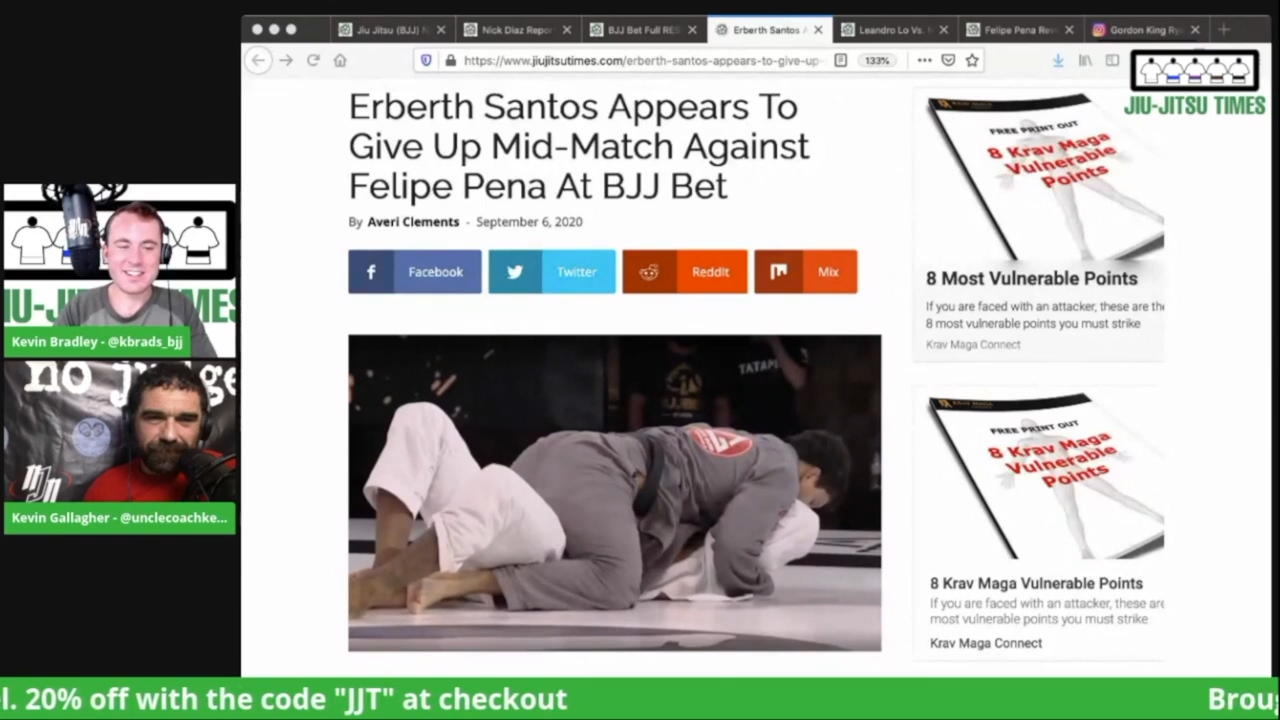 Jiu Jitsu (BJJ) N
Nick Diaz Repor
BJJ Bet Full RES
Erberth Santos A
Leandro Lo Vs. M
Felipe Pena Rev
Gordon King Ry
https://www.jiujitsutimes.com/erberth-santos-appears-to-give-up-
133%
JIU-JITSU TIMES
Erberth Santos Appears To
Give Up Mid-Match Against
Felipe Pena At BJJ Bet
By Averi Clements - September 6, 2020
Facebook
Twitter
ReddIt
Mix
TATAM
FREE PRINT OUT
8 Krav Maga
Vulnerable
Points
8 Most Vulnerable Points
If you are faced with an attacker, these are the
8 most vulnerable points you must strike
Krav Maga Connect
FREE PRINT OUT
8 Krav Maga
Vulnerable
Points
8 Krav Maga Vulnerable Points
If you are faced with an attacker, these are
most vulnerable points you must strike
Krav Maga Connect
Kevin Bradley - @kbrads_bjj
no judge
NJN
Kevin Gallagher - @unclecoachke...
l. 20% off with the code "JJT" at checkout
Broug